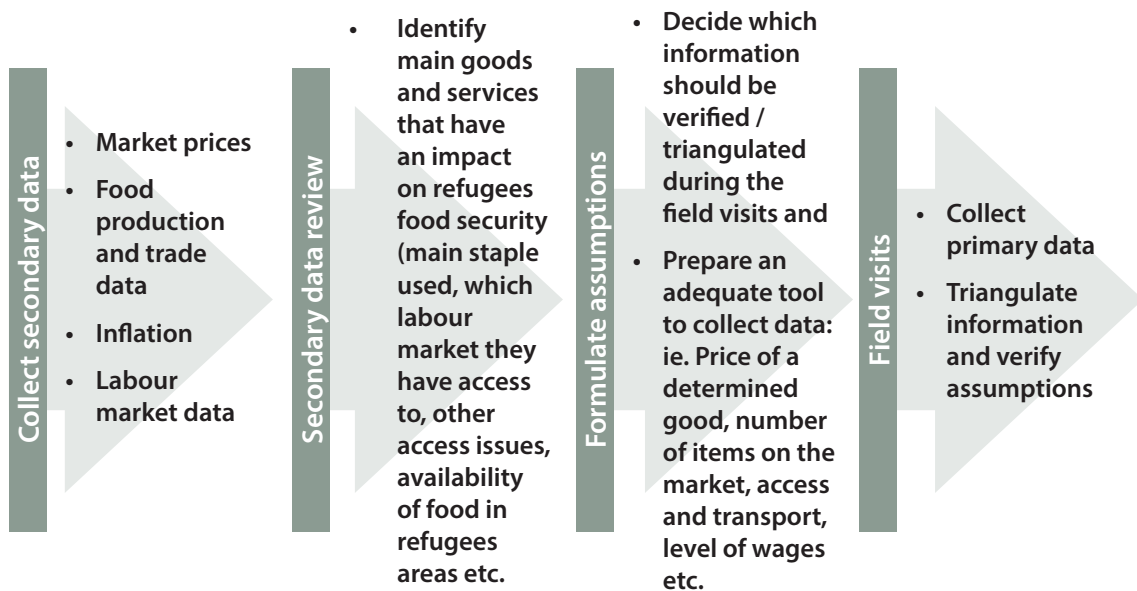 Collect secondary data
• Market prices
• Food
production
and trade
data
• Inflation
• Labour
market data
Secondary data review
• Identify
main goods
and services
that have
an impact
on refugees
food security
(main staple
used, which
labour
market they
have access
to, other
access issues,
availability
of food in
refugees
areas etc.
Formulate assumptions
• Decide which
information
should be
verified /
triangulated
during the
field visits and
• Prepare an
adequate tool
to collect data:
ie. Price of a
determined
good, number
of items on the
market, access
and transport,
level of wages
etc.
Field visits
• Collect
primary data
• Triangulate
information
and verify
assumptions